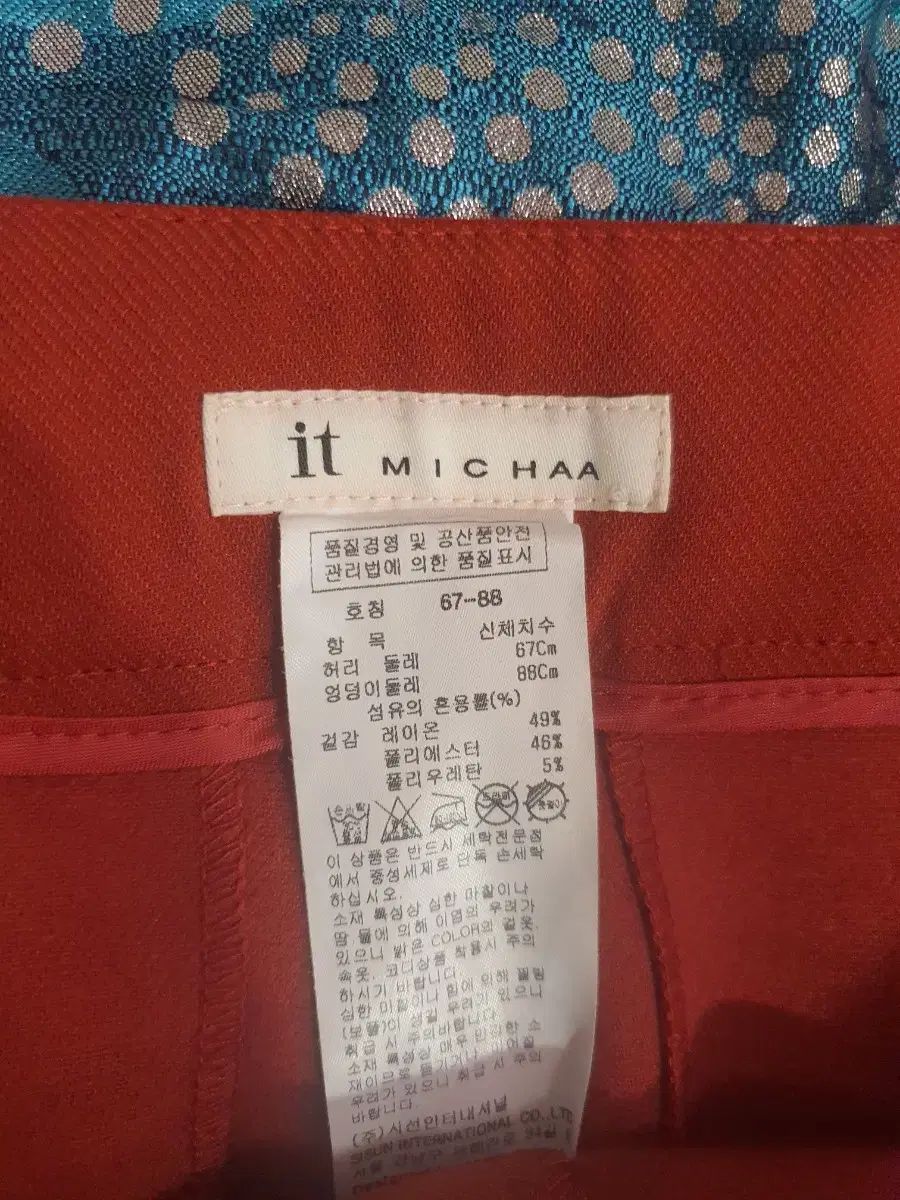 it MICHAA
품질경영 및 공산품안전
관리법에 의한 품질표시
호칭 67-88
항 목 신체치수
허리 둘레 67Cm
엉덩이둘레 88Cm
섬유의 혼용률(%)
겉감 레이온 49%
폴리에스터 46%
폴리우레탄 5%
이 상품은 반드시 세탁전문점
에서 중성세제로 단독 손세탁
하십시오.
소재 특성상 심한 마찰이나
땀 물에 의해 이염의 우려가
있으니 밝은 COLOR의 겉옷.
속옷. 코디상품 착용시 주의
하시기 바랍니다.
심한 마찰이나 힘에 의해 필링
(보풀)이 생길 우려가 있으니
취급시 주의바랍니다.
소재 특성상 매우 민감한 소
재이므로 뜯기거나 미어질
우려가 있으니 취급 시 주의
바랍니다.
(주)시선인터내셔널
SISUN INTERNATIONAL CO.,LTD
서울 강남구